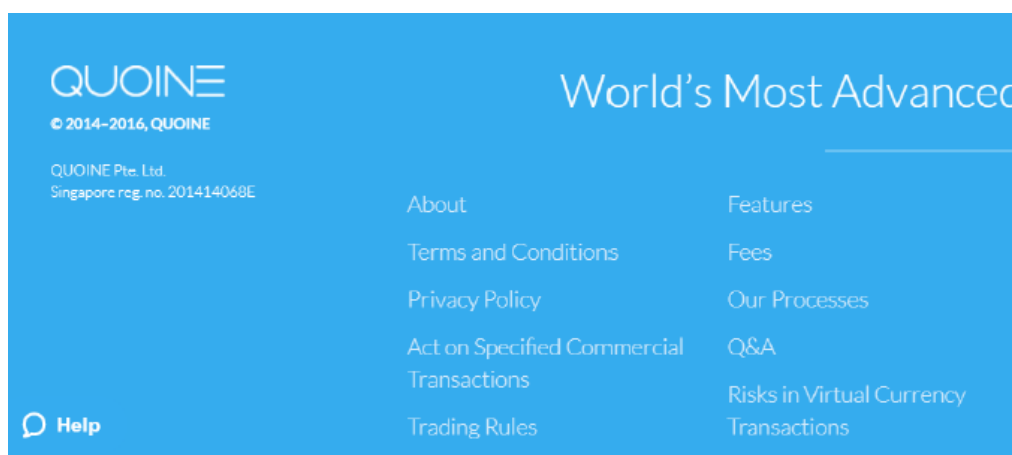 QUOINE
© 2014–2016, QUOINE
QUOINE Pte. Ltd.
Singapore reg. no. 201414068E
World's Most Advanced
About
Terms and Conditions
Privacy Policy
Act on Specified Commercial
Transactions
Trading Rules
Features
Fees
Our Processes
Q&A
Risks in Virtual Currency
Transactions
Help